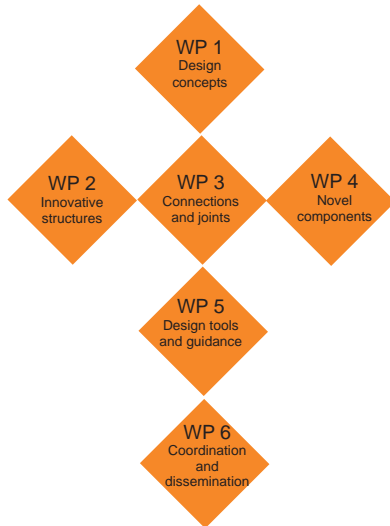 WP 1
Design
concepts
WP 2
Innovative
structures
WP 3
Connections
and joints
WP 4
Novel
components
WP 5
Design tools
and guidance
WP 6
Coordination
and
dissemination